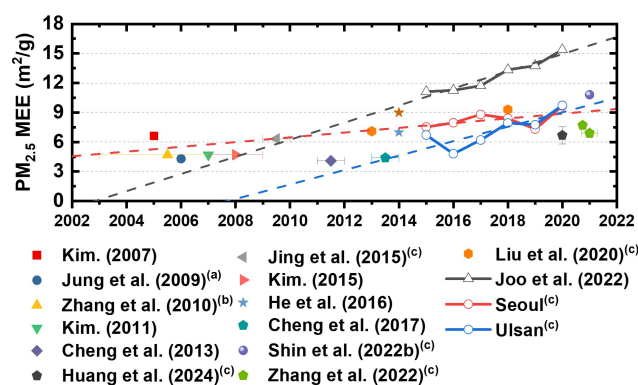 18
15
12
9
6
3
0
PM2.5 MEE (m²/g)
2002 2004 2006 2008 2010 2012 2014 2016 2018 2020 2022
Kim. (2007)
Jung et al. (2009)(a)
Zhang et al. (2010)(b)
Kim. (2011)
Cheng et al. (2013)
Huang et al. (2024)(c)
Jing et al. (2015)(c)
Kim. (2015)
He et al. (2016)
Cheng et al. (2017)
Shin et al. (2022b)(c)
Zhang et al. (2022)(c)
Liu et al. (2020)(c)
Joo et al. (2022)
Seoul(c)
Ulsan(c)